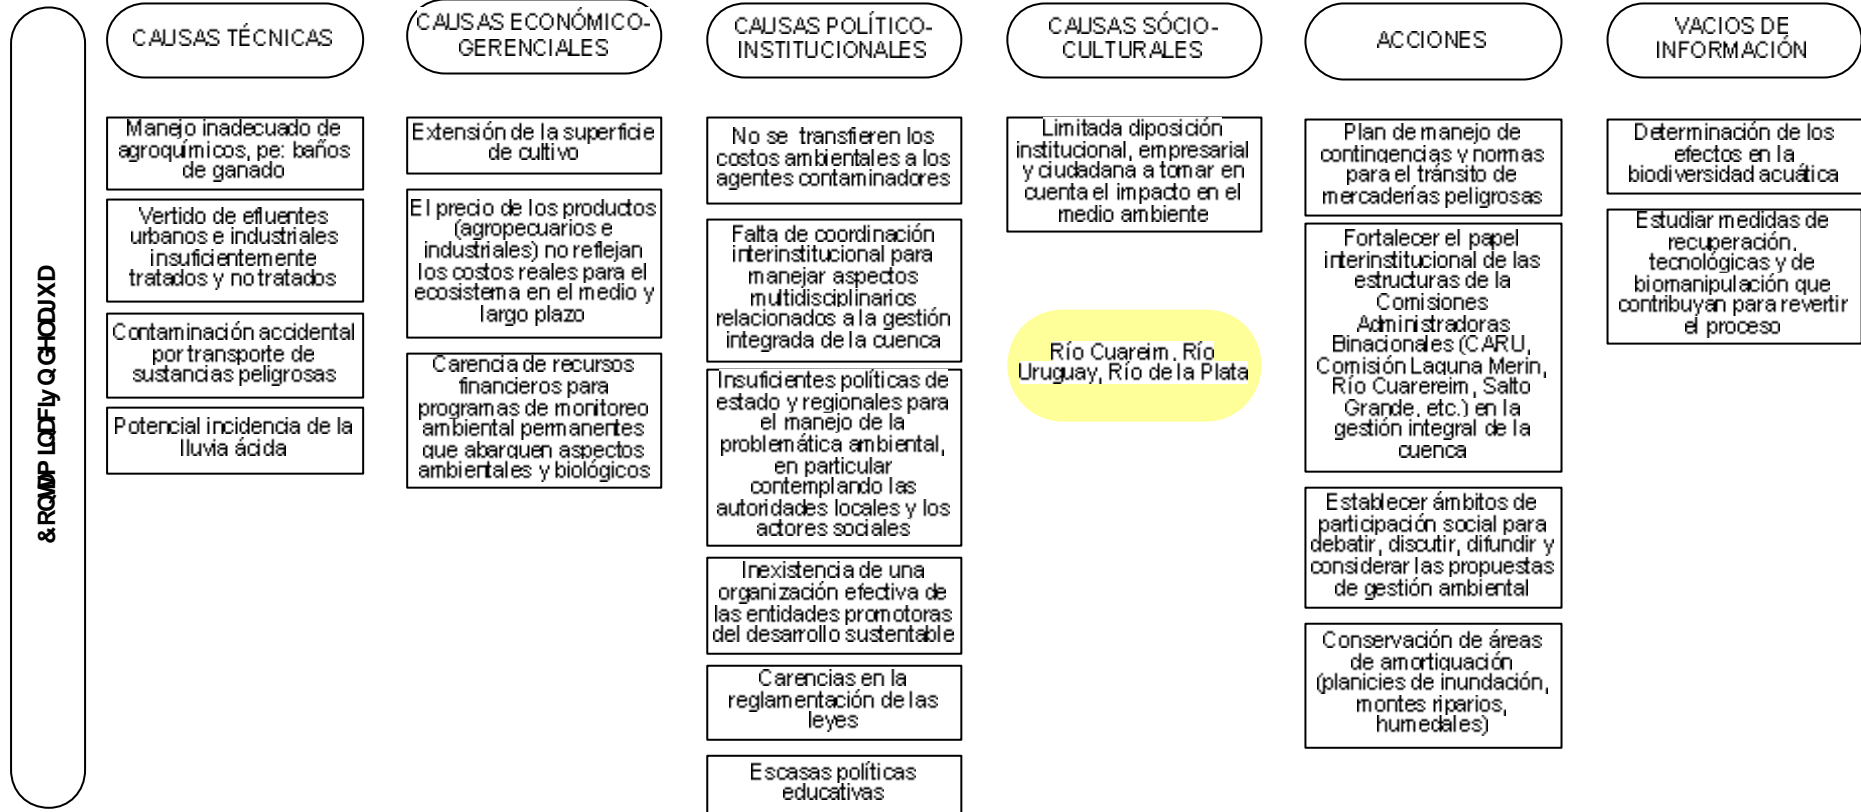 CAUSAS TÉCNICAS
Manejo inadecuado de
agroquímicos, pe: baños
de ganado
Vertido de efluentes
urbanos e industriales
insuficientemente
tratados y no tratados
Contaminación accidental
por transporte de
sustancias peligrosas
Potencial incidencia de la
lluvia ácida
CAUSAS ECONÓMICO-
GERENCIALES
Extensión de la superficie
de cultivo
El precio de los productos
(agropecuarios e
industriales) no reflejan
los costos reales para el
ecosistema en el medio y
largo plazo
Carencia de recursos
financieros para
programas de monitoreo
ambiental permanentes
que abarquen aspectos
ambientales y biológicos
CAUSAS POLÍTICO-
INSTITUCIONALES
No se transfieren los
costos ambientales a los
agentes contaminadores
Falta de coordinación
interinstitucional para
manejar aspectos
multidisciplinarios
relacionados a la gestión
integrada de la cuenca
Insuficientes políticas de
estado y regionales para
el manejo de la
problemática ambiental,
en particular
contemplando las
autoridades locales y los
actores sociales
Inexistencia de una
organización efectiva de
las entidades promotoras
del desarrollo sustentable
Carencias en la
reglamentación de las
leyes
Escasas políticas
educativas
CAUSAS SÓCIO-
CULTURALES
Limitada diposición
institucional, empresarial
y ciudadana a tomar en
cuenta el impacto en el
medio ambiente
Río Cuareim, Río
Uruguay, Río de la Plata
ACCIONES
Plan de manejo de
contingencias y normas
para el tránsito de
mercaderías peligrosas
Fortalecer el papel
interinstitucional de las
estructuras de la
Comisiones
Administradoras
Binacionales (CARU,
Comisión Laguna Merin,
Río Cuarereim, Salto
Grande, etc.) en la
gestión integral de la
cuenca
Establecer ámbitos de
participación social para
debatir, discutir, difundir y
considerar las propuestas
de gestión ambiental
Conservación de áreas
de amortiguación
(planicies de inundación,
montes riparios,
humedales)
VACIOS DE
INFORMACIÓN
Determinación de los
efectos en la
biodiversidad acuática
Estudiar medidas de
recuperación,
tecnológicas y de
biomanipulación que
contribuyan para revertir
el proceso